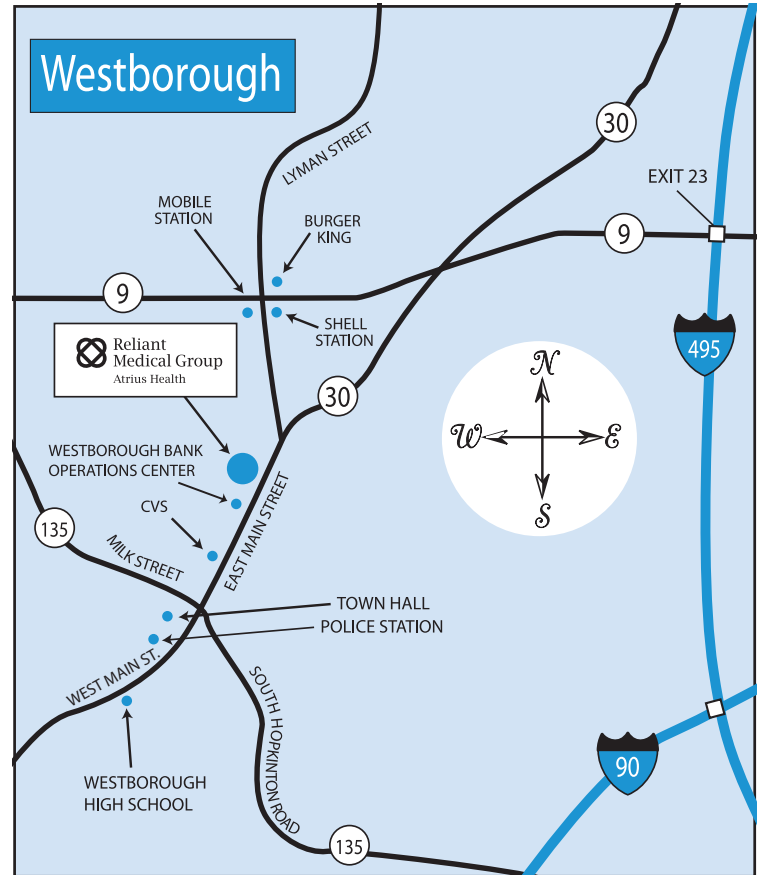 Westborough
LYMAN STREET
30
EXIT 23
MOBILE
STATION
BURGER
KING
9
9
SHELL
STATION
Reliant
Medical Group
Atrius Health
495
30
N
W
E
S
WESTBOROUGH BANK
OPERATIONS CENTER
CVS
EAST MAIN STREET
135
MILK STREET
TOWN HALL
POLICE STATION
WEST MAIN ST.
SOUTH HOPKINTON ROAD
WESTBOROUGH
HIGH SCHOOL
90
135